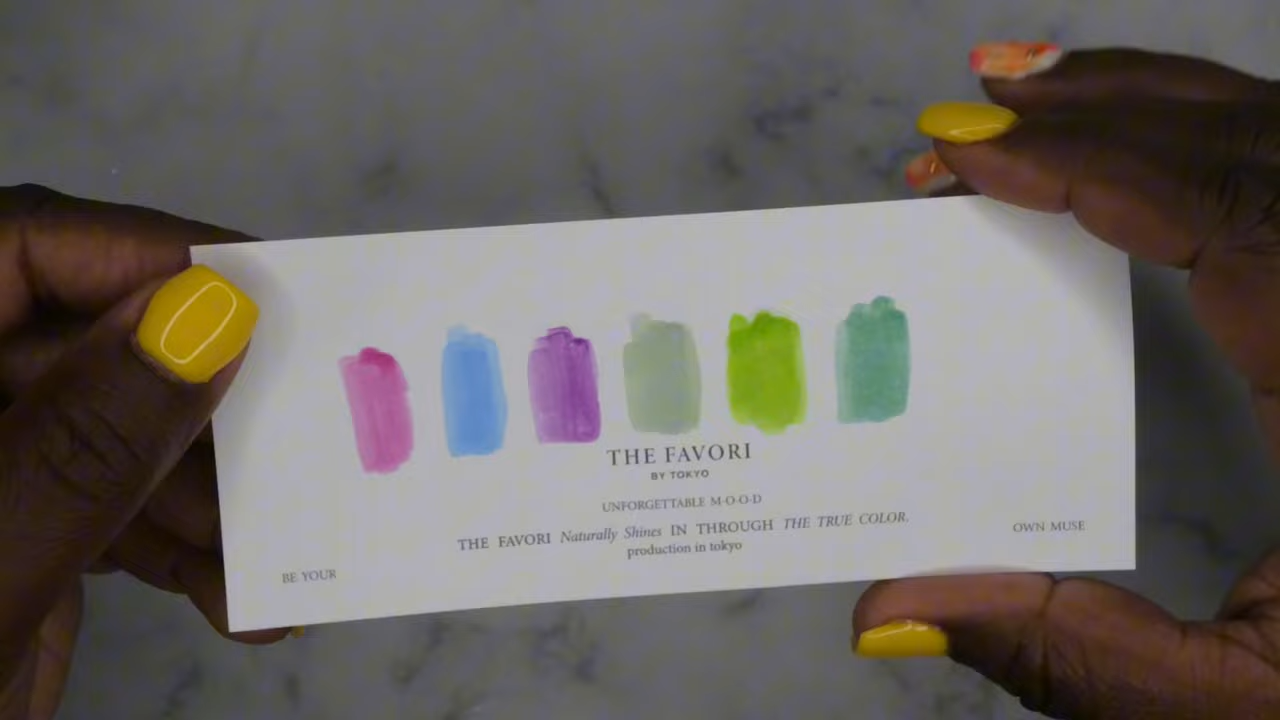 THE FAVORI
BY TOKYO
UNFORGETTABLE M·O·O·D
THE FAVORI Naturally Shines IN THROUGH THE TRUE COLOR.
production in tokyo
BE YOUR
OWN MUSE